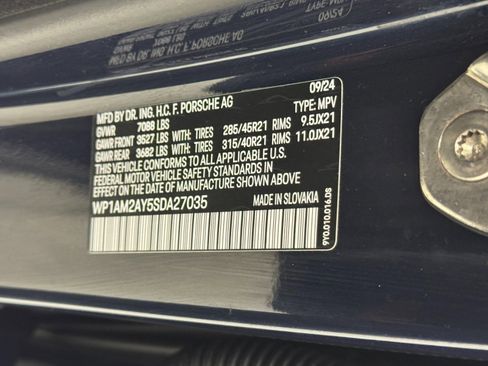 09/24
MFD BY DR. ING. H.C. F. PORSCHE AG
GVWR 7088 LBS TYPE: MPV
GAWR FRONT 3527 LBS WITH: TIRES 285/45R21 RIMS 9.5JX21
GAWR REAR 3682 LBS WITH: TIRES 315/40R21 RIMS 11.0JX21
THIS VEHICLE CONFORMS TO ALL APPLICABLE U.S.
FEDERAL MOTOR VEHICLE SAFETY STANDARDS IN
EFFECT ON THE DATE OF MANUFACTURE SHOWN ABOVE
WP1AM2AY5SDA27035
MADE IN SLOVAKIA
9Y0.010.016.DS